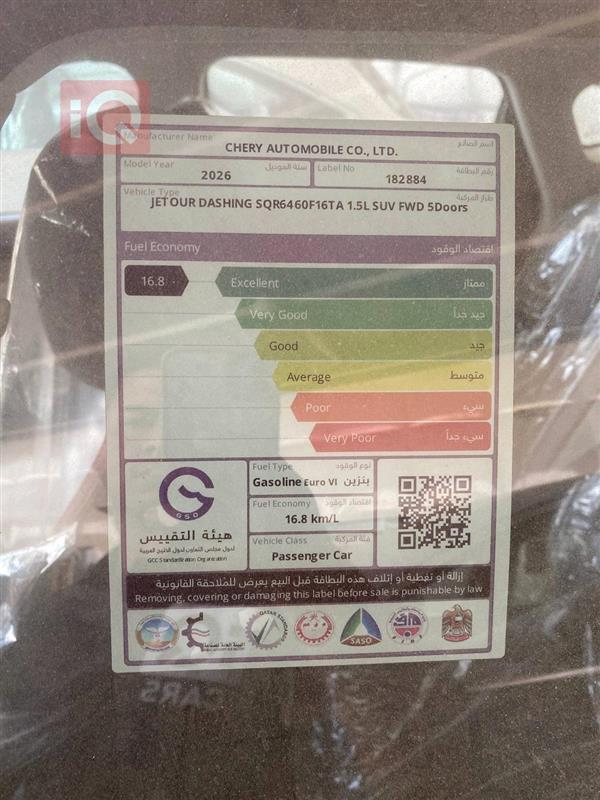 iQ
Manufacturer Name
اسم الصانع
CHERY AUTOMOBILE CO., LTD.
Model Year
سنة الموديل
2026
Label No
رقم البطاقة
182884
Vehicle Type
طراز المركبة
JETOUR DASHING SQR6460F16TA 1.5L SUV FWD 5Doors
Fuel Economy
اقتصاد الوقود
16.8
Excellent ممتاز
Very Good جيد جداً
Good جيد
Average متوسط
Poor سيء
Very Poor سيء جداً
GSO
هيئة التقييس
لدول مجلس التعاون لدول الخليج العربية
GCC Standardization Organization
Fuel Type نوع الوقود
Gasoline Euro VI بنزين
Fuel Economy اقتصاد الوقود
16.8 km/L
Vehicle Class فئة المركبة
Passenger Car
إزالة أو تغطية أو إتلاف هذه البطاقة قبل البيع يعرض للملاحقة القانونية
Removing, covering or damaging this label before sale is punishable by law
QATAR STANDARDS
SASO
CARS